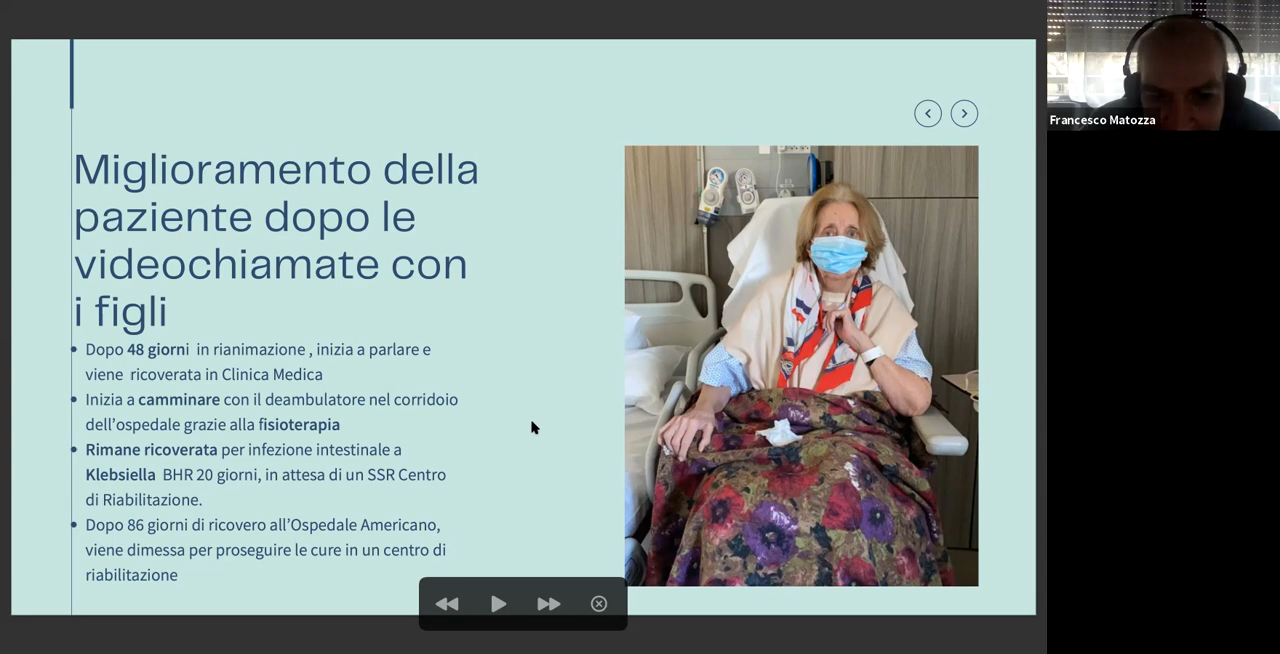 Miglioramento della
paziente dopo le
videochiamate con
i figli
• Dopo 48 giorni in rianimazione , inizia a parlare e
viene ricoverata in Clinica Medica
• Inizia a camminare con il deambulatore nel corridoio
dell’ospedale grazie alla fisioterapia
• Rimane ricoverata per infezione intestinale a
Klebsiella BHR 20 giorni, in attesa di un SSR Centro
di Riabilitazione.
• Dopo 86 giorni di ricovero all’Ospedale Americano,
viene dimessa per proseguire le cure in un centro di
riabilitazione
Francesco Matozza